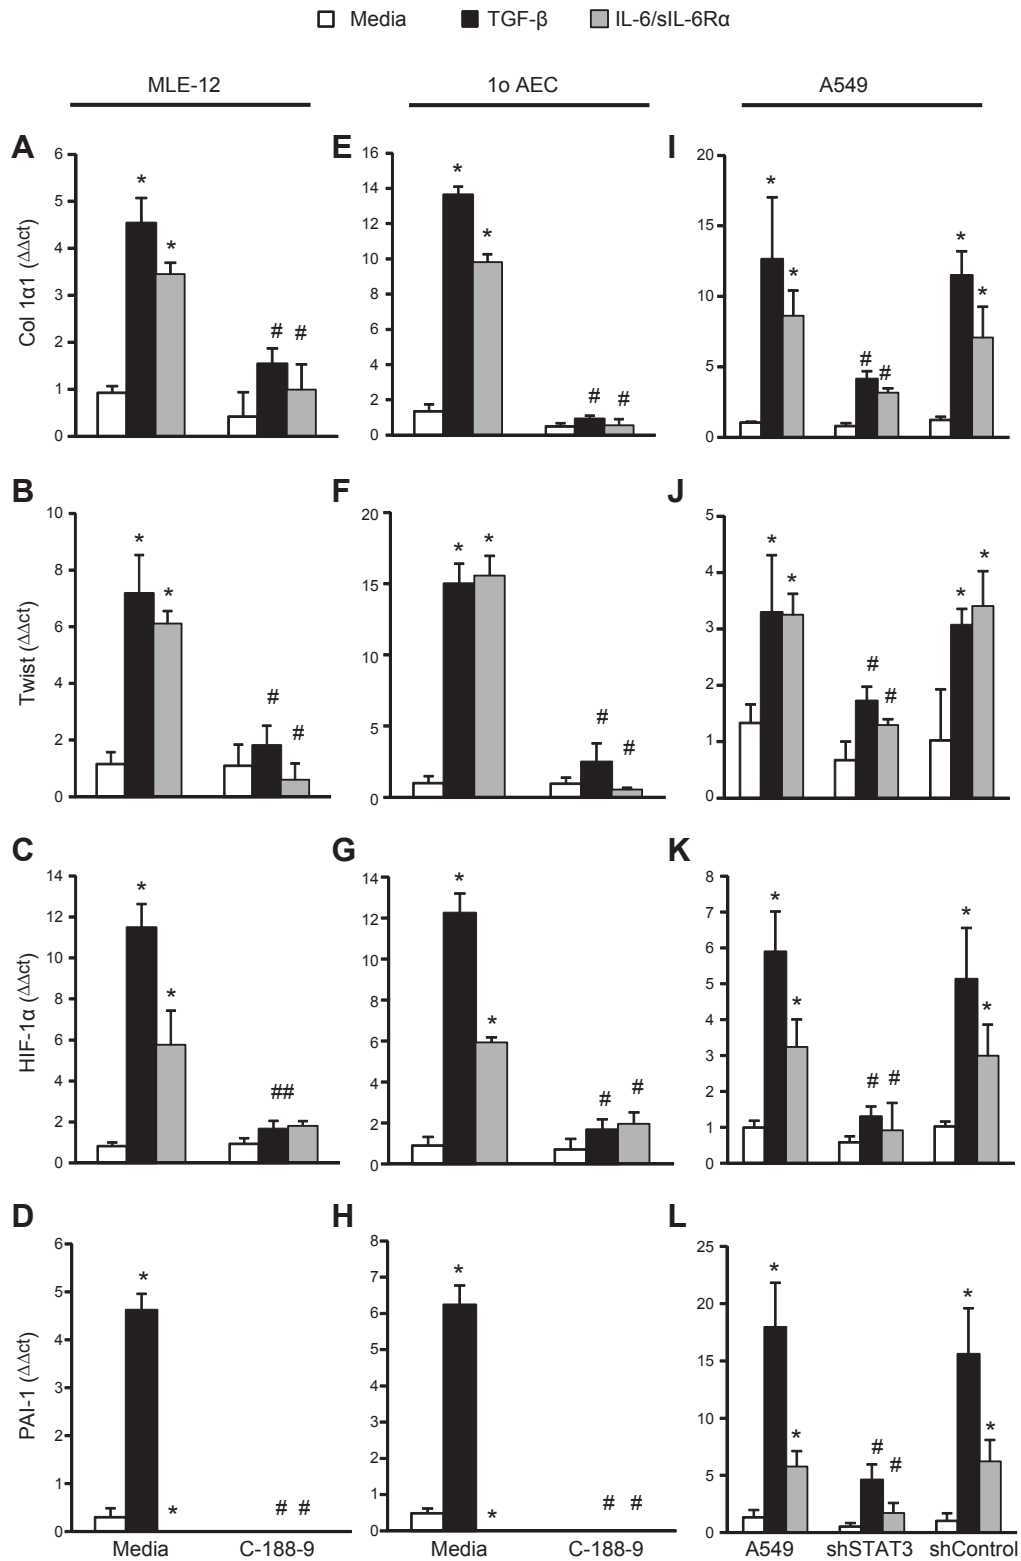 Media TGF-β IL-6/sIL-6Rα
MLE-12 1o AEC A549
A E I
Col 1α1 (ΔΔct)
6 5 4 3 2 1 0
* * # #
16 14 12 10 8 6 4 2 0
* * # #
20 15 10 5 0
* * # # * *
B F J
Twist (ΔΔct)
10 8 6 4 2 0
* * # #
20 15 10 5 0
* * # #
5 4 3 2 1 0
* * # # * *
C G K
HIF-1α (ΔΔct)
14 12 10 8 6 4 2 0
* * ##
14 12 10 8 6 4 2 0
* * # #
8 7 6 5 4 3 2 1 0
* * # # * *
D H L
PAI-1 (ΔΔct)
6 5 4 3 2 1 0
* * # #
8 7 6 5 4 3 2 1 0
* * # #
25 20 15 10 5 0
* * # # * *
Media C-188-9 Media C-188-9 A549 shSTAT3 shControl